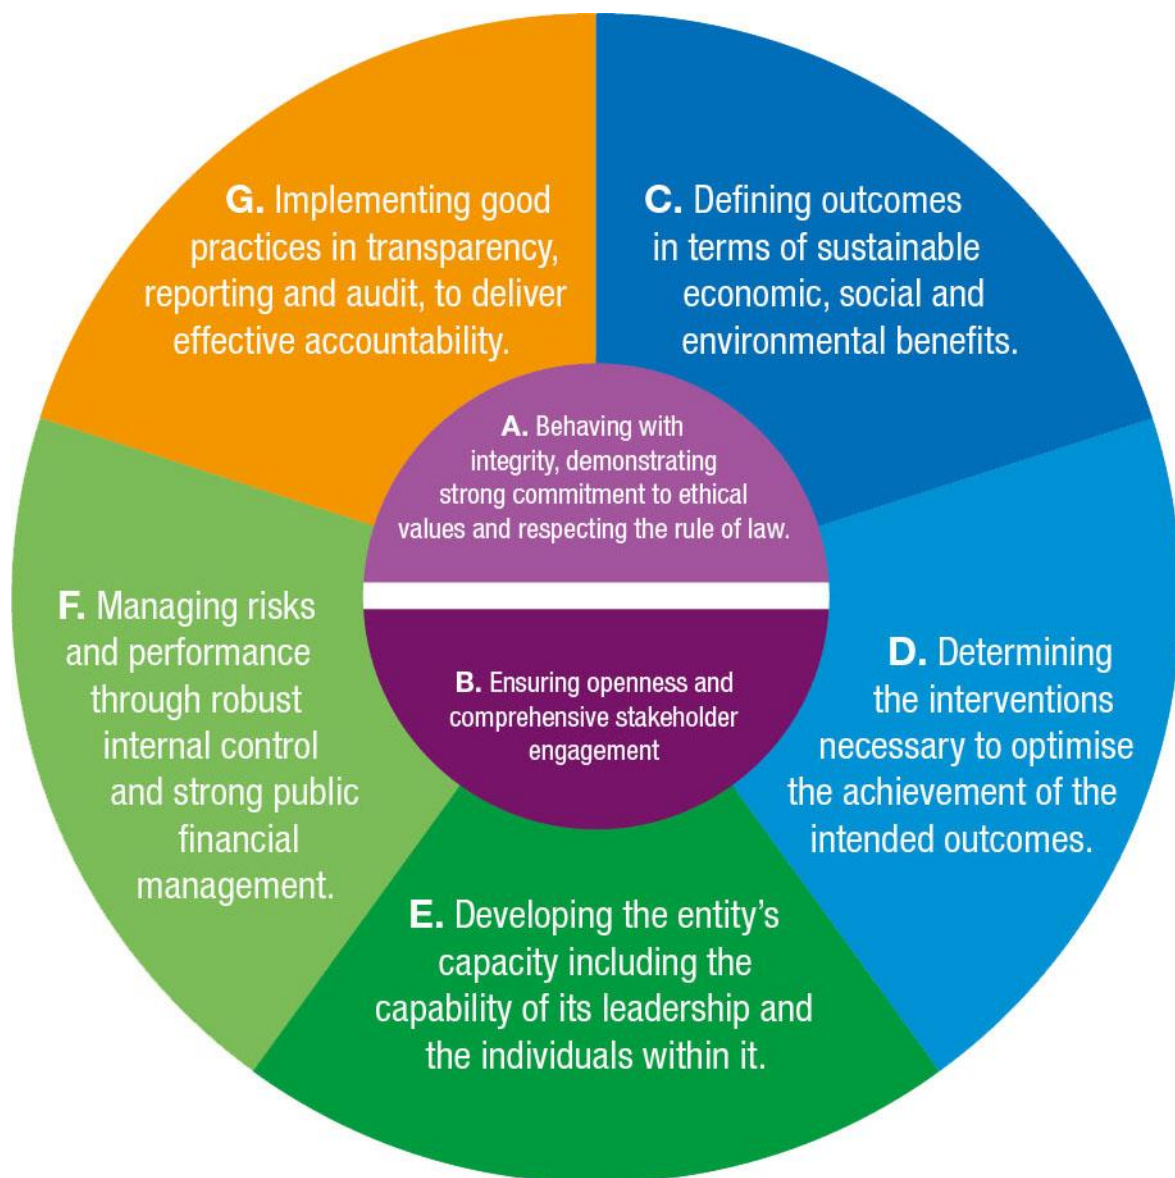 G. Implementing good
practices in transparency,
reporting and audit, to deliver
effective accountability.
C. Defining outcomes
in terms of sustainable
economic, social and
environmental benefits.
A. Behaving with
integrity, demonstrating
strong commitment to ethical
values and respecting the rule of law.
B. Ensuring openness and
comprehensive stakeholder
engagement
F. Managing risks
and performance
through robust
internal control
and strong public
financial
management.
D. Determining
the interventions
necessary to optimise
the achievement of the
intended outcomes.
E. Developing the entity’s
capacity including the
capability of its leadership and
the individuals within it.